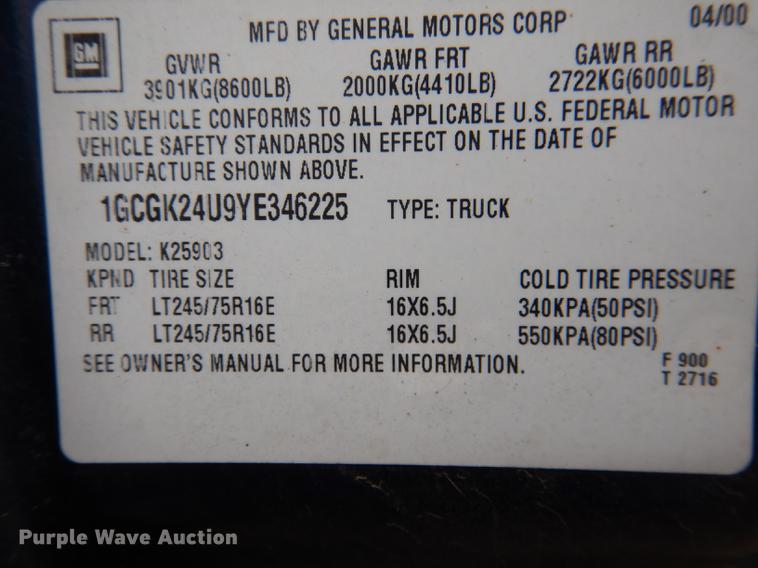 GM
MFD BY GENERAL MOTORS CORP 04/00
GVWR GAWR FRT GAWR RR
3901KG(8600LB) 2000KG(4410LB) 2722KG(6000LB)
THIS VEHICLE CONFORMS TO ALL APPLICABLE U.S. FEDERAL MOTOR
VEHICLE SAFETY STANDARDS IN EFFECT ON THE DATE OF
MANUFACTURE SHOWN ABOVE.
1GCGK24U9YE346225 TYPE: TRUCK
MODEL: K25903
KPND TIRE SIZE RIM COLD TIRE PRESSURE
FRT LT245/75R16E 16X6.5J 340KPA(50PSI)
RR LT245/75R16E 16X6.5J 550KPA(80PSI)
SEE OWNER'S MANUAL FOR MORE INFORMATION.
F 900
T 2716
Purple Wave Auction